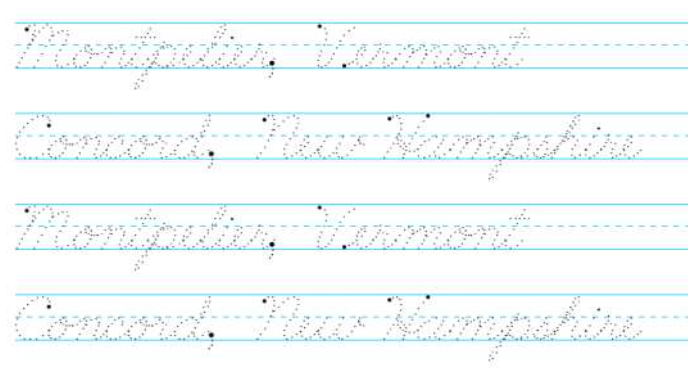 Montpelier, Vermont
Concord, New Hampshire
Montpelier, Vermont
Concord, New Hampshire